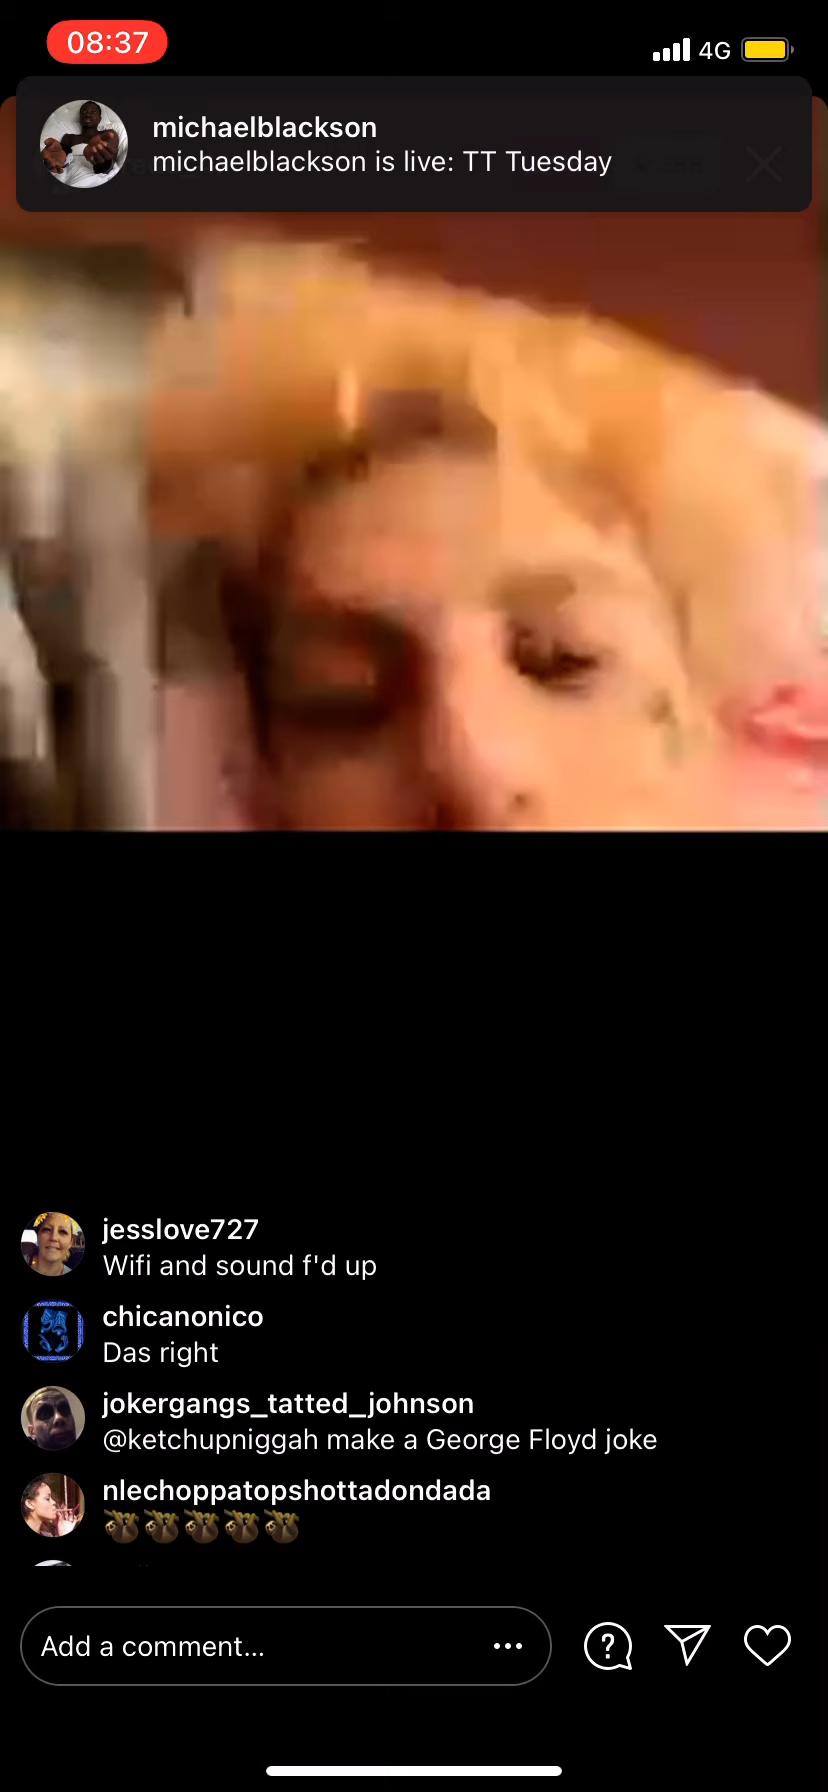 08:37
4G
michaelblackson
michaelblackson is live: TT Tuesday
jesslove727
Wifi and sound f'd up
chicanonico
Das right
jokergangs_tatted_johnson
@ketchupniggah make a George Floyd joke
nlechoppatopshottadondada
Add a comment...